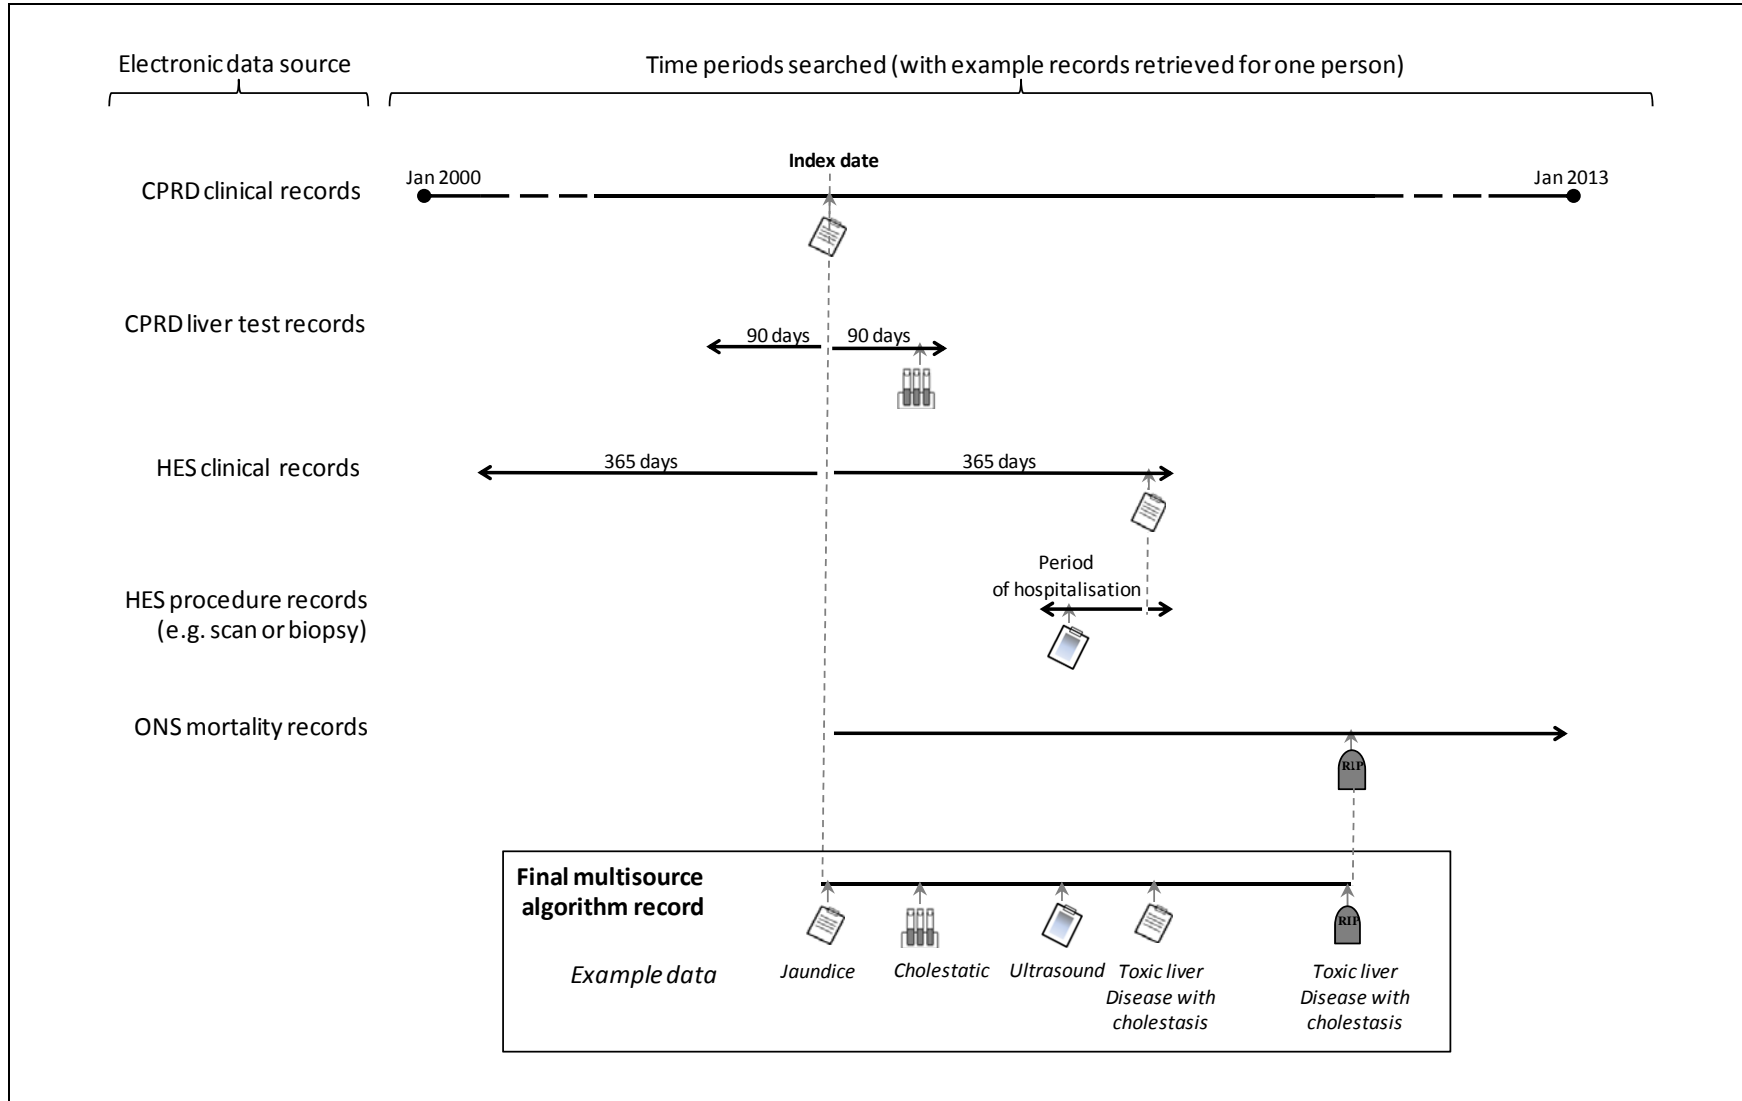 Electronic data source
Time periods searched (with example records retrieved for one person)
Index date
Jan 2000
Jan 2013
CPRD clinical records
CPRD liver test records
90 days
90 days
HES clinical records
365 days
365 days
Period
of hospitalisation
HES procedure records
(e.g. scan or biopsy)
ONS mortality records
RIP
Final multisource
algorithm record
RIP
Example data
Jaundice
Cholestatic
Ultrasound
Toxic liver
Disease with
cholestasis
Toxic liver
Disease with
cholestasis